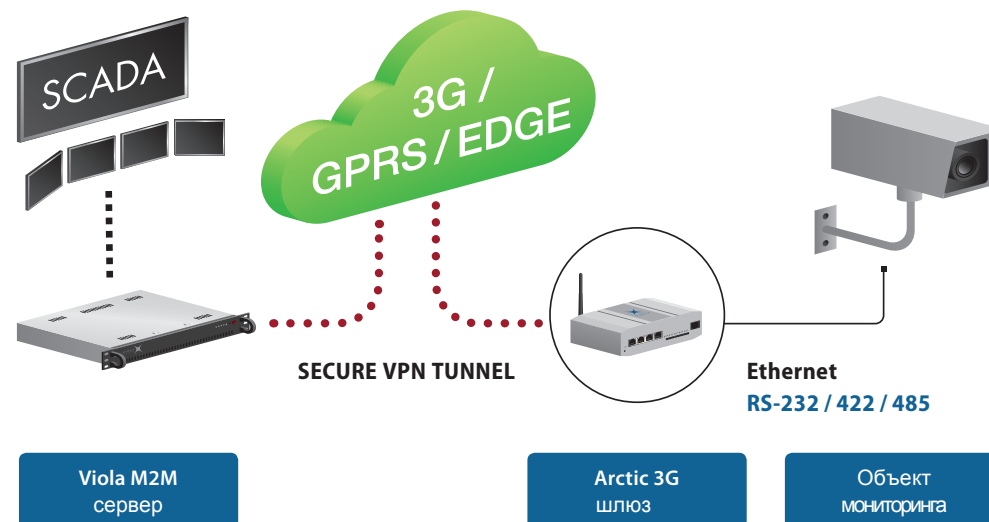 SCADA
3G /
GPRS / EDGE
SECURE VPN TUNNEL
Ethernet
RS-232 / 422 / 485
Viola M2M
сервер
Arctic 3G
шлюз
Объект
мониторинга